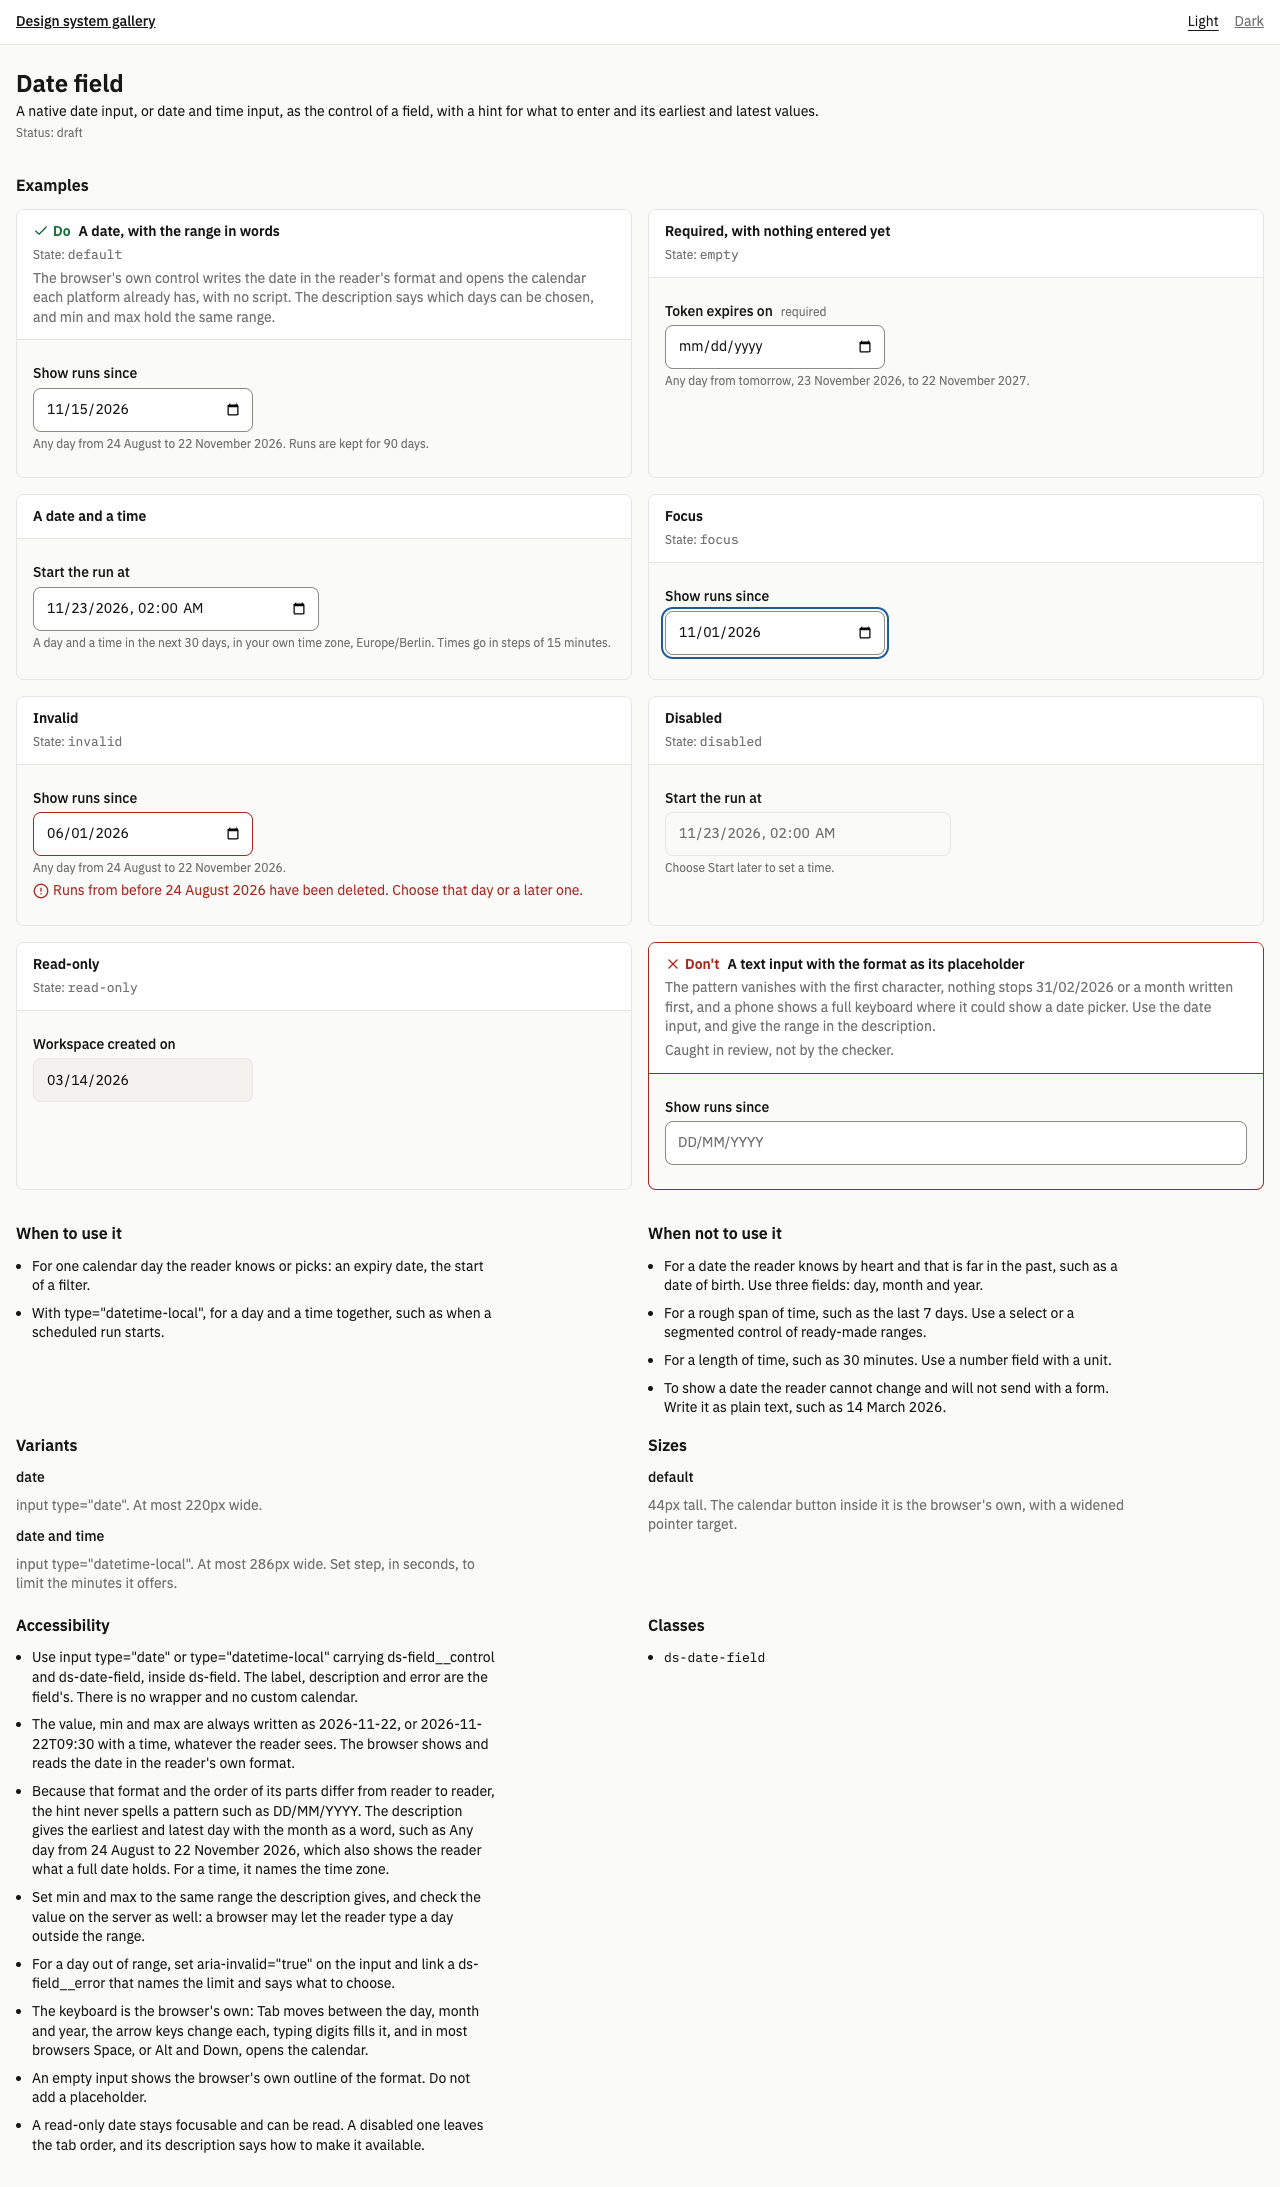 Design system gallery
Light
Dark
Date field
A native date input, or date and time input, as the control of a field, with a hint for what to enter and its earliest and latest values.
Status: draft
Examples
Do A date, with the range in words
State: default
The browser's own control writes the date in the reader's format and opens the calendar
each platform already has, with no script. The description says which days can be chosen,
and min and max hold the same range.
Show runs since
11/15/2026
Any day from 24 August to 22 November 2026. Runs are kept for 90 days.
Required, with nothing entered yet
State: empty
Token expires on required
mm/dd/yyyy
Any day from tomorrow, 23 November 2026, to 22 November 2027.
A date and a time
Start the run at
11/23/2026, 02:00 AM
A day and a time in the next 30 days, in your own time zone, Europe/Berlin. Times go in steps of 15 minutes.
Focus
State: focus
Show runs since
11/01/2026
Invalid
State: invalid
Show runs since
06/01/2026
Any day from 24 August to 22 November 2026.
Runs from before 24 August 2026 have been deleted. Choose that day or a later one.
Disabled
State: disabled
Start the run at
11/23/2026, 02:00 AM
Choose Start later to set a time.
Read-only
State: read-only
Workspace created on
03/14/2026
Don't A text input with the format as its placeholder
The pattern vanishes with the first character, nothing stops 31/02/2026 or a month written
first, and a phone shows a full keyboard where it could show a date picker. Use the date
input, and give the range in the description.
Caught in review, not by the checker.
Show runs since
DD/MM/YYYY
When to use it
For one calendar day the reader knows or picks: an expiry date, the start
of a filter.
With type="datetime-local", for a day and a time together, such as when a
scheduled run starts.
When not to use it
For a date the reader knows by heart and that is far in the past, such as a
date of birth. Use three fields: day, month and year.
For a rough span of time, such as the last 7 days. Use a select or a
segmented control of ready-made ranges.
For a length of time, such as 30 minutes. Use a number field with a unit.
To show a date the reader cannot change and will not send with a form.
Write it as plain text, such as 14 March 2026.
Variants
date
input type="date". At most 220px wide.
date and time
input type="datetime-local". At most 286px wide. Set step, in seconds, to
limit the minutes it offers.
Sizes
default
44px tall. The calendar button inside it is the browser's own, with a widened
pointer target.
Accessibility
Use input type="date" or type="datetime-local" carrying ds-field__control
and ds-date-field, inside ds-field. The label, description and error are the
field's. There is no wrapper and no custom calendar.
The value, min and max are always written as 2026-11-22, or 2026-11-
22T09:30 with a time, whatever the reader sees. The browser shows and
reads the date in the reader's own format.
Because that format and the order of its parts differ from reader to reader,
the hint never spells a pattern such as DD/MM/YYYY. The description
gives the earliest and latest day with the month as a word, such as Any
day from 24 August to 22 November 2026, which also shows the reader
what a full date holds. For a time, it names the time zone.
Set min and max to the same range the description gives, and check the
value on the server as well: a browser may let the reader type a day
outside the range.
For a day out of range, set aria-invalid="true" on the input and link a ds-
field__error that names the limit and says what to choose.
The keyboard is the browser's own: Tab moves between the day, month
and year, the arrow keys change each, typing digits fills it, and in most
browsers Space, or Alt and Down, opens the calendar.
An empty input shows the browser's own outline of the format. Do not
add a placeholder.
A read-only date stays focusable and can be read. A disabled one leaves
the tab order, and its description says how to make it available.
Classes
ds-date-field